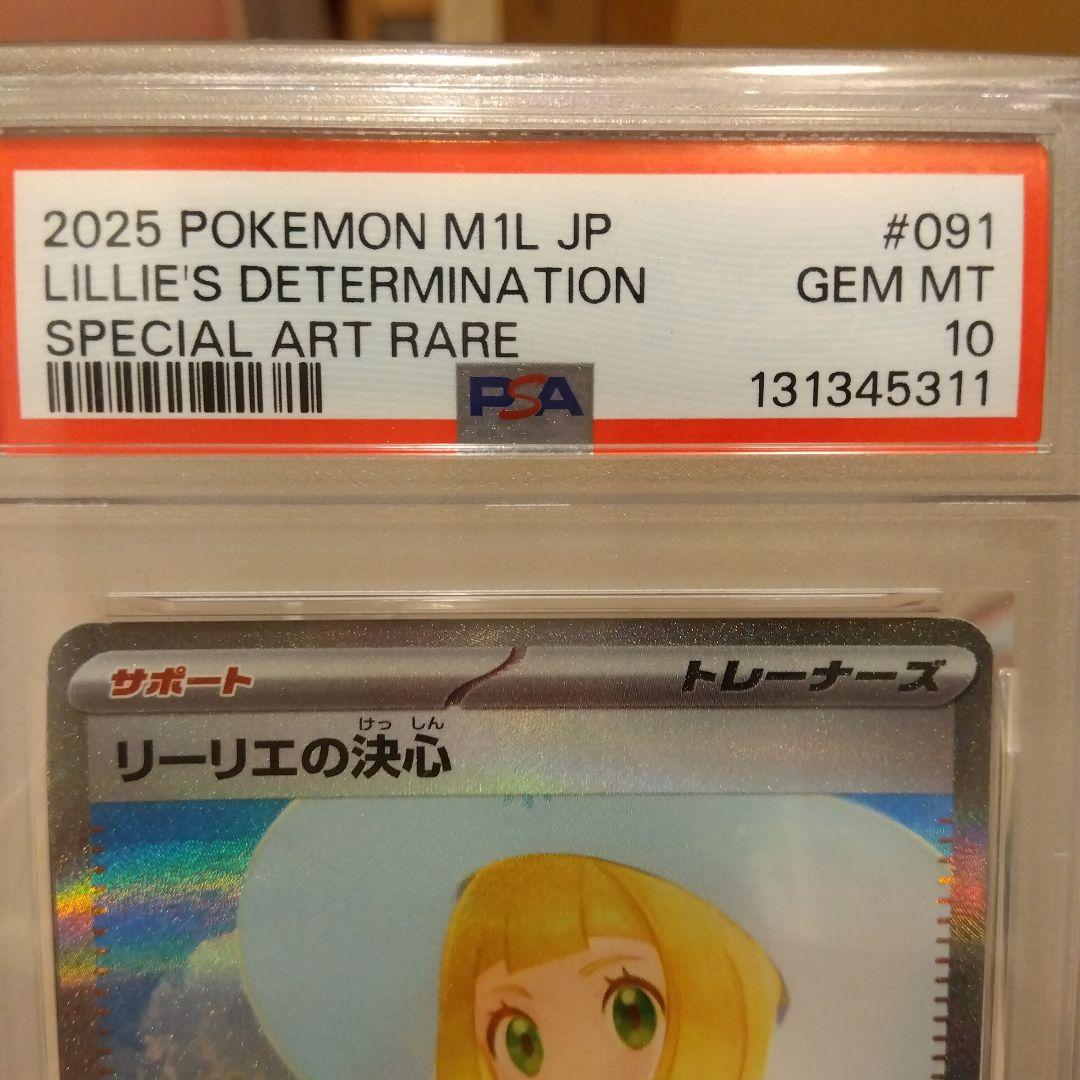 2025 POKEMON M1L JP #091
LILLIE'S DETERMINATION GEM MT
SPECIAL ART RARE 10
PSA 131345311
サポート トレーナーズ
けっ しん
リーリエの決心